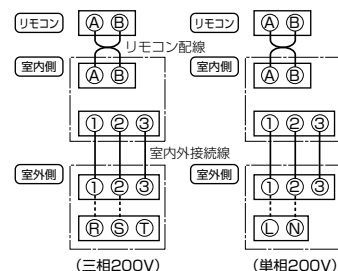 リモコン Ⓐ Ⓑ リモコン Ⓐ Ⓑ
リモコン配線
室内側 Ⓐ Ⓑ 室内側 Ⓐ Ⓑ
① ② ③ ① ② ③
室内外接続線
室外側 ① ② ③ 室外側 ① ② ③
Ⓡ Ⓢ Ⓣ Ⓛ Ⓝ
(三相200V) (単相200V)